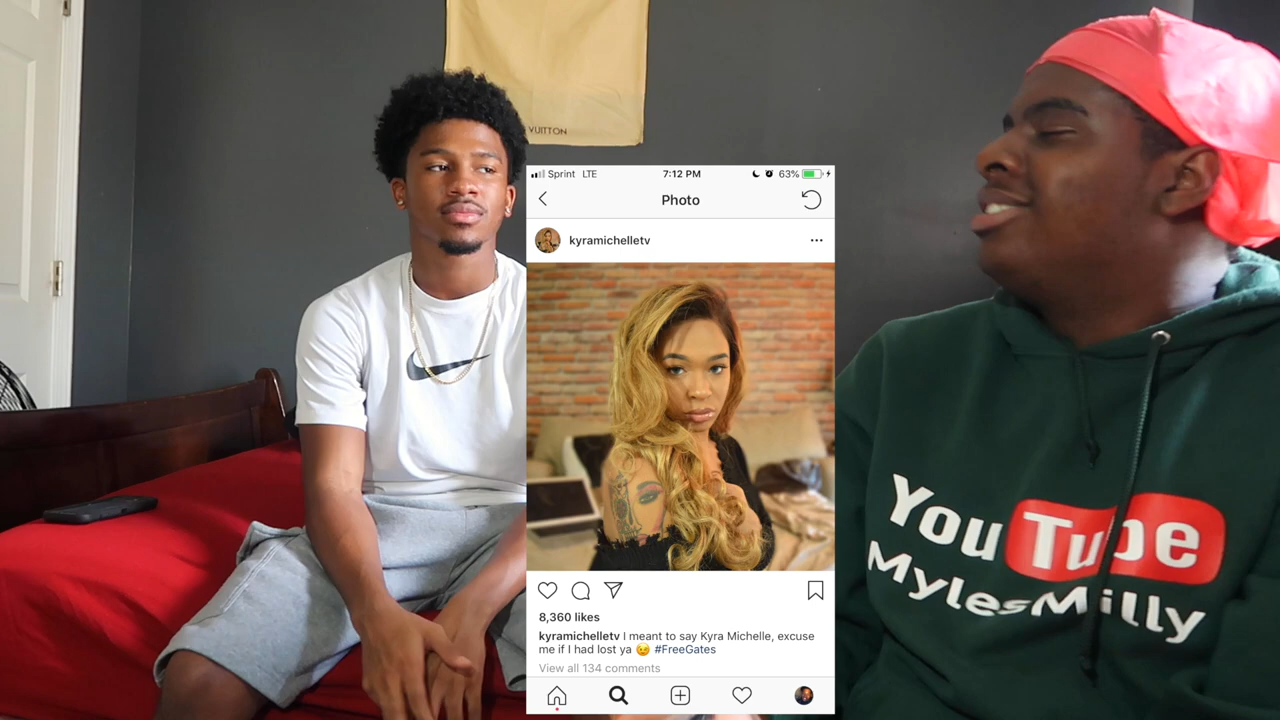 VUITTON
Sprint LTE 7:12 PM 63%
Photo
kyramichelletv
8,360 likes
kyramichelletv I meant to say Kyra Michelle, excuse
me if I had lost ya 😉 #FreeGates
View all 134 comments
YouTube
MylesMilly